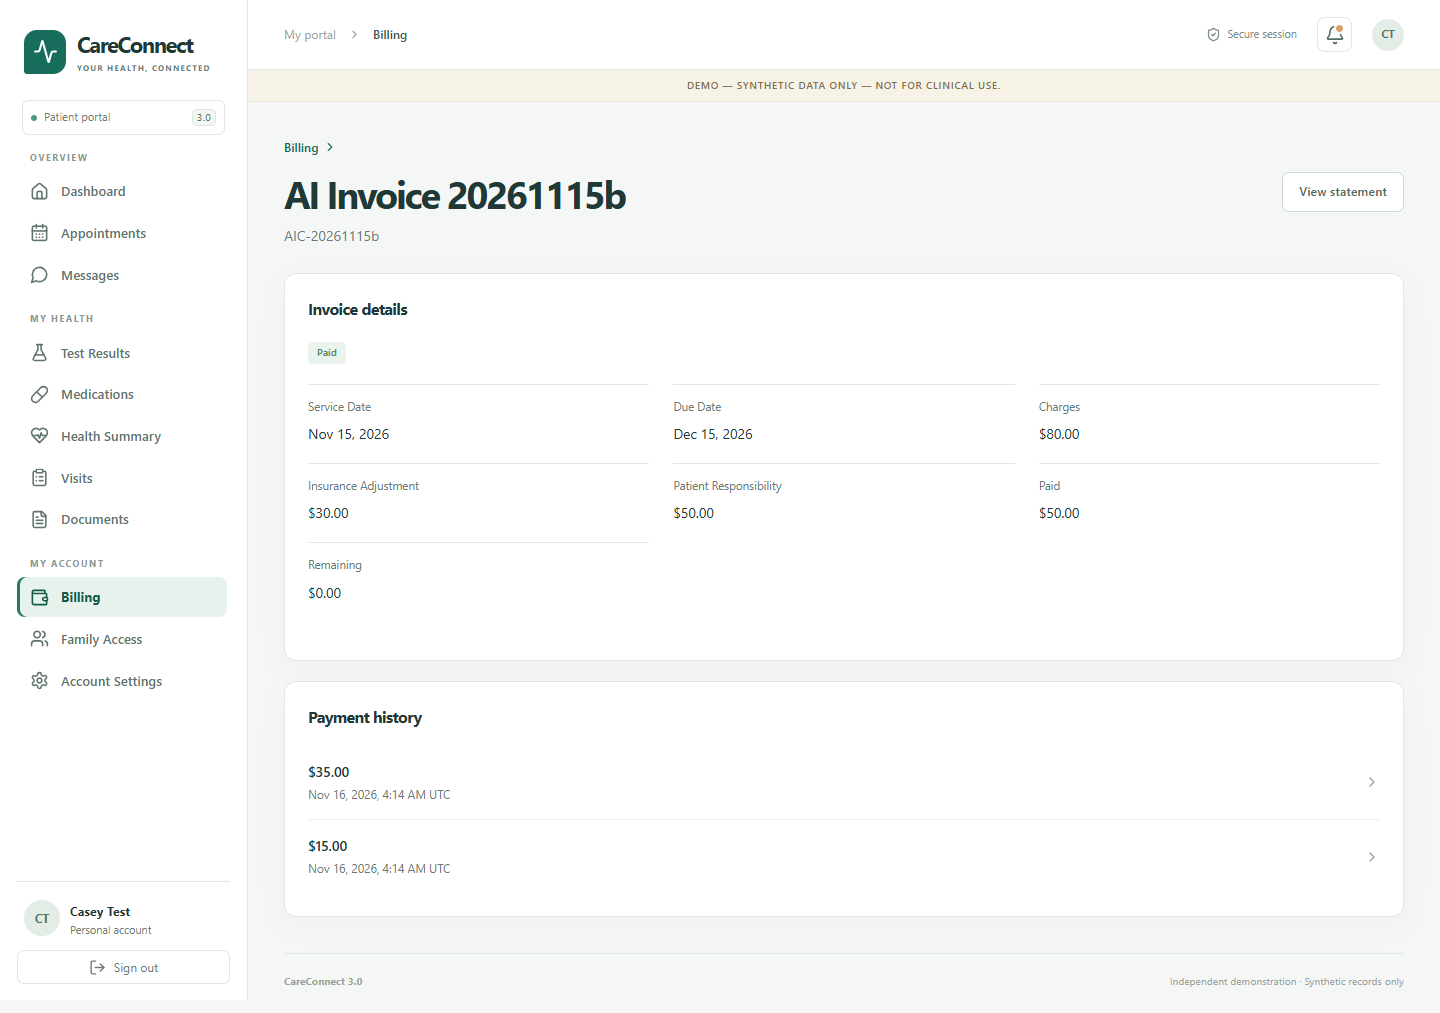 CareConnect
YOUR HEALTH, CONNECTED
Patient portal 3.0
OVERVIEW
Dashboard
Appointments
Messages
MY HEALTH
Test Results
Medications
Health Summary
Visits
Documents
MY ACCOUNT
Billing
Family Access
Account Settings
CT
Casey Test
Personal account
Sign out
My portal Billing
Secure session
CT
DEMO — SYNTHETIC DATA ONLY — NOT FOR CLINICAL USE.
Billing
AI Invoice 20261115b
AIC-20261115b
View statement
Invoice details
Paid
Service Date
Nov 15, 2026
Due Date
Dec 15, 2026
Charges
$80.00
Insurance Adjustment
$30.00
Patient Responsibility
$50.00
Paid
$50.00
Remaining
$0.00
Payment history
$35.00
Nov 16, 2026, 4:14 AM UTC
$15.00
Nov 16, 2026, 4:14 AM UTC
CareConnect 3.0
Independent demonstration · Synthetic records only